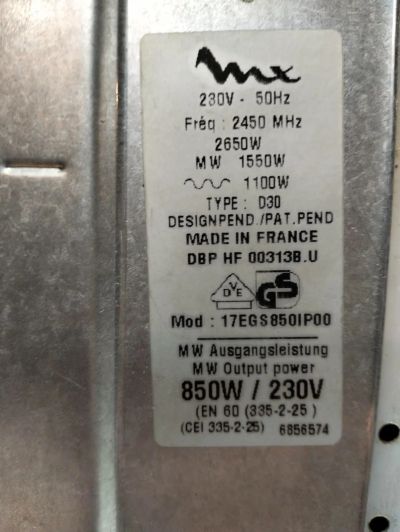 mx
230V - 50Hz
Fréq : 2450 MHz
2650W
MW 1550W
1100W
TYPE : D30
DESIGNPEND./PAT.PEND
MADE IN FRANCE
DBP HF 00313B.U
DVE GS
Mod : 17EGS850IP00
MW Ausgangsleistung
MW Output power
850W / 230V
(EN 60 (335-2-25)
(CEI 335-2-25) 6856574